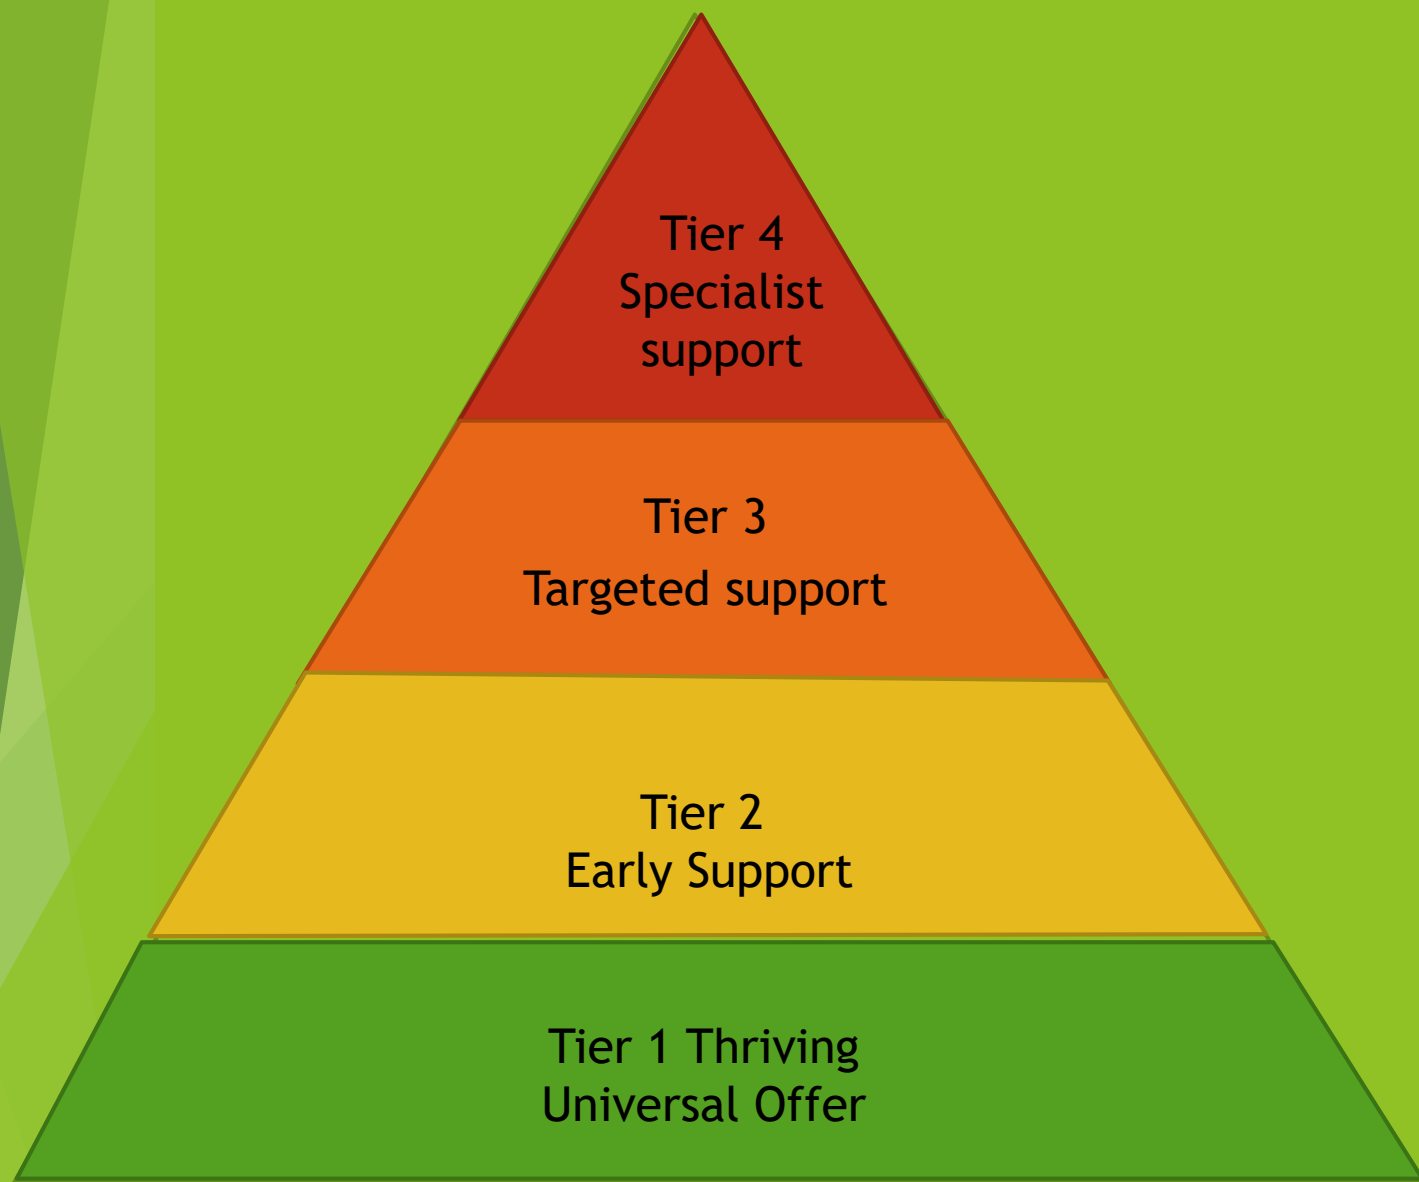 Tier 4
Specialist
support
Tier 3
Targeted support
Tier 2
Early Support
Tier 1 Thriving
Universal Offer